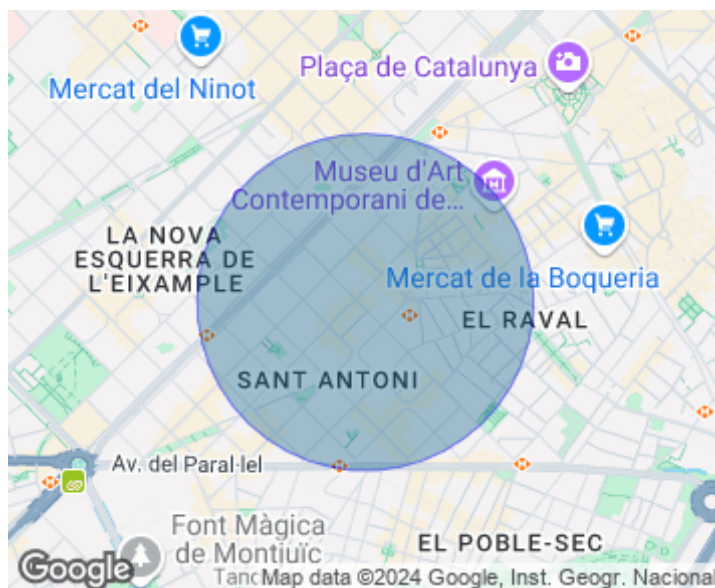 Plaça de Catalunya
Mercat del Ninot
Museu d'Art
Contemporani de...
LA NOVA
ESQUERRA DE
L'EIXAMPLE
Mercat de la Boqueria
EL RAVAL
SANT ANTONI
Av. del Paral·lel
Font Màgica
de Montjuïc
EL POBLE-SEC
Google
Map data ©2024 Google, Inst. Geogr. Nacional